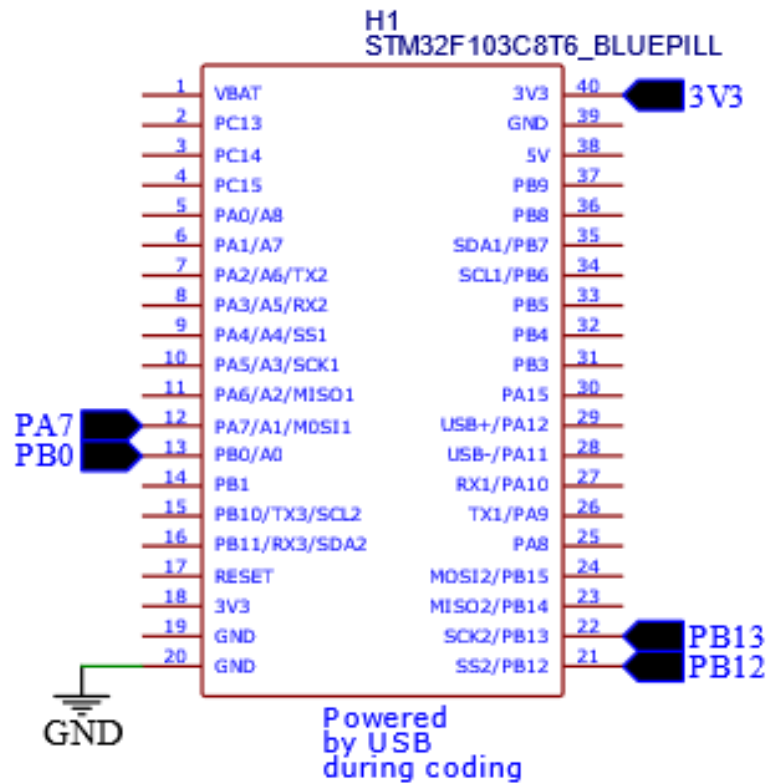 H1
STM32F103C8T6_BLUEPILL
1 VBAT 3V3 40 3V3
2 PC13 GND 39
3 PC14 5V 38
4 PC15 PB9 37
5 PA0/A8 PB8 36
6 PA1/A7 SDA1/PB7 35
7 PA2/A6/TX2 SCL1/PB6 34
8 PA3/A5/RX2 PB5 33
9 PA4/A4/SS1 PB4 32
10 PA5/A3/SCK1 PB3 31
11 PA6/A2/MISO1 PA15 30
PA7 12 PA7/A1/M0SI1 USB+/PA12 29
PB0 13 PB0/A0 USB-/PA11 28
14 PB1 RX1/PA10 27
15 PB10/TX3/SCL2 TX1/PA9 26
16 PB11/RX3/SDA2 PA8 25
17 RESET MOSI2/PB15 24
18 3V3 MISO2/PB14 23
19 GND SCK2/PB13 22 PB13
20 GND SS2/PB12 21 PB12
GND
Powered
by USB
during coding